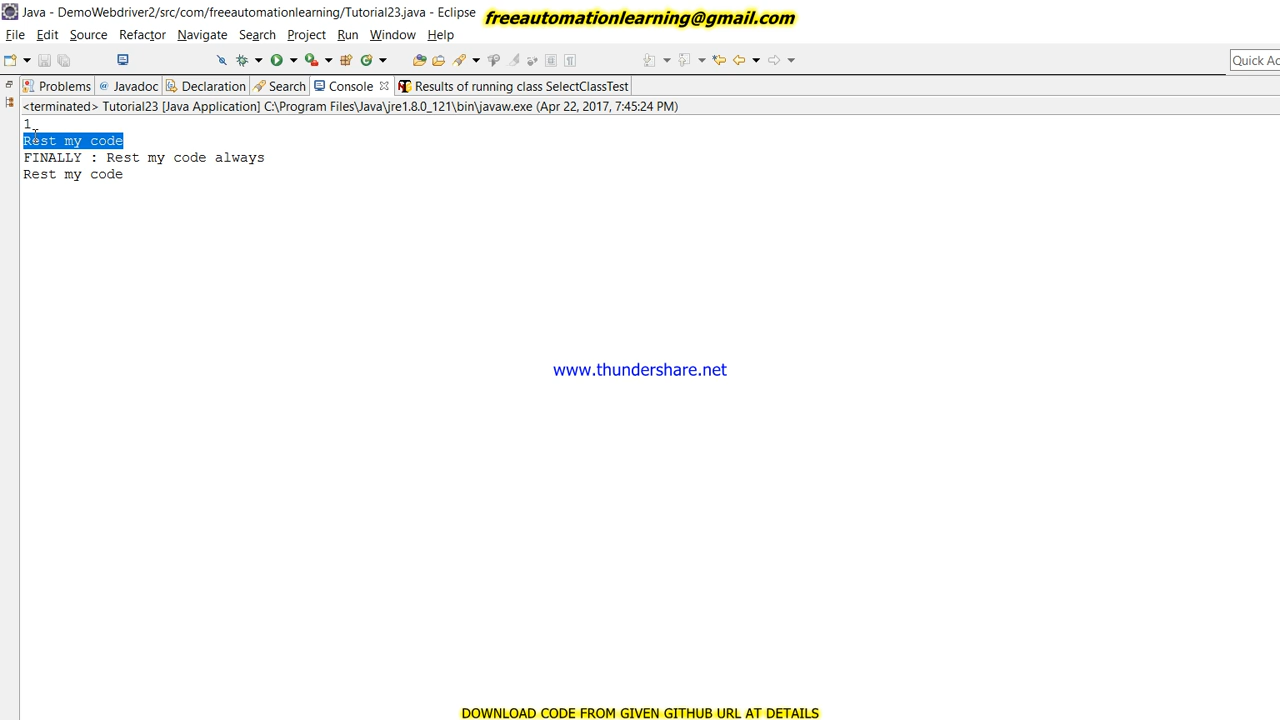 Java - DemoWebdriver2/src/com/freeautomationlearning/Tutorial23.java - Eclipse
freeautomationlearning@gmail.com
File Edit Source Refactor Navigate Search Project Run Window Help
Quick Ac
Problems Javadoc Declaration Search Console Results of running class SelectClassTest
<terminated> Tutorial23 [Java Application] C:\Program Files\Java\jre1.8.0_121\bin\javaw.exe (Apr 22, 2017, 7:45:24 PM)
1
Rest my code
FINALLY : Rest my code always
Rest my code
www.thundershare.net
DOWNLOAD CODE FROM GIVEN GITHUB URL AT DETAILS